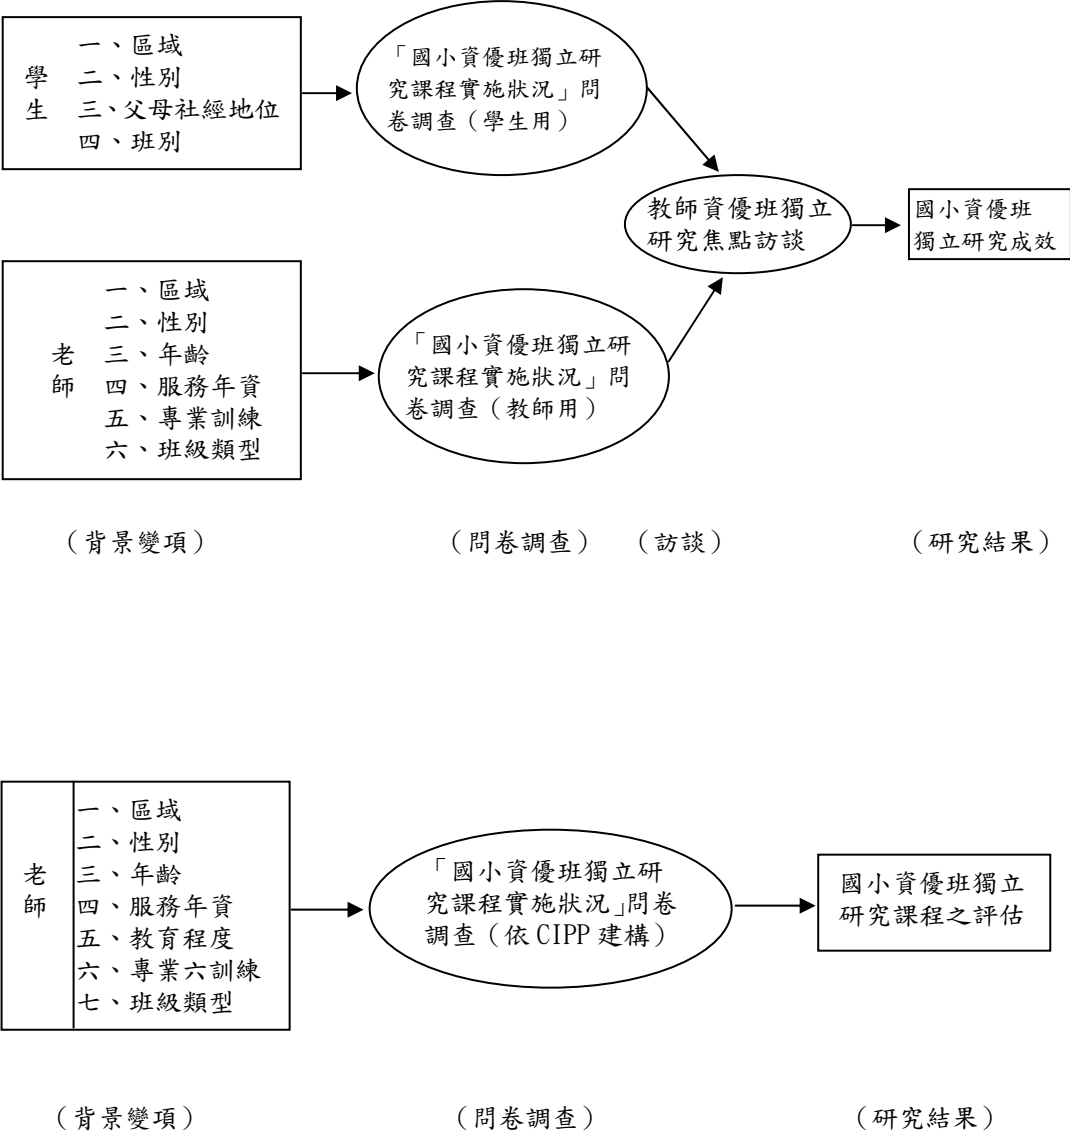 學生
一、區域
二、性別
三、父母社經地位
四、班別
「國小資優班獨立研
究課程實施狀況」問
卷調查（學生用）
教師資優班獨立
研究焦點訪談
國小資優班
獨立研究成效
老師
一、區域
二、性別
三、年齡
四、服務年資
五、專業訓練
六、班級類型
「國小資優班獨立研
究課程實施狀況」問
卷調查（教師用）
（背景變項）
（問卷調查）
（訪談）
（研究結果）
老師
一、區域
二、性別
三、年齡
四、服務年資
五、教育程度
六、專業六訓練
七、班級類型
「國小資優班獨立研
究課程實施狀況」問卷
調查（依 CIPP 建構）
國小資優班獨立
研究課程之評估
（背景變項）
（問卷調查）
（研究結果）